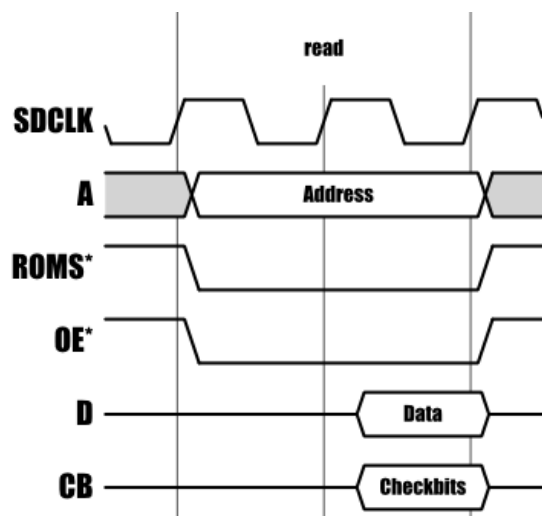 read
SDCLK
A Address
ROMS*
OE*
D Data
CB Checkbits